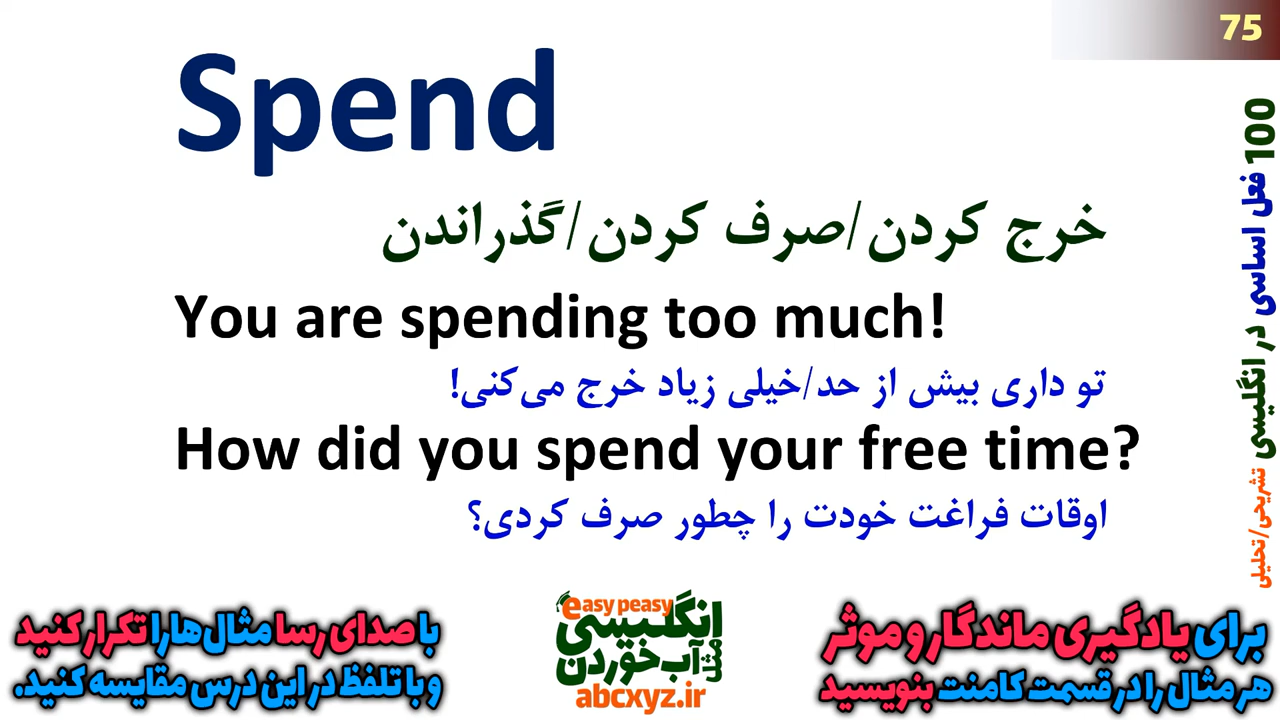 75
Spend
خرج کردن/صرف کردن/گذراندن
You are spending too much!
تو داری بیش از حد/خیلی زیاد خرج می‌کنی!
How did you spend your free time?
اوقات فراغت خودت را چطور صرف کردی؟
100 فعل اساسی در انگلیسی تشریحی/تحلیلی
برای یادگیری ماندگار و موثر
هر مثال را در قسمت کامنت بنویسید
easy peasy
انگلیسی
مثل آب خوردن
abcxyz.ir
با صدای رسا مثال‌ها را تکرار کنید
و با تلفظ در این درس مقایسه کنید.